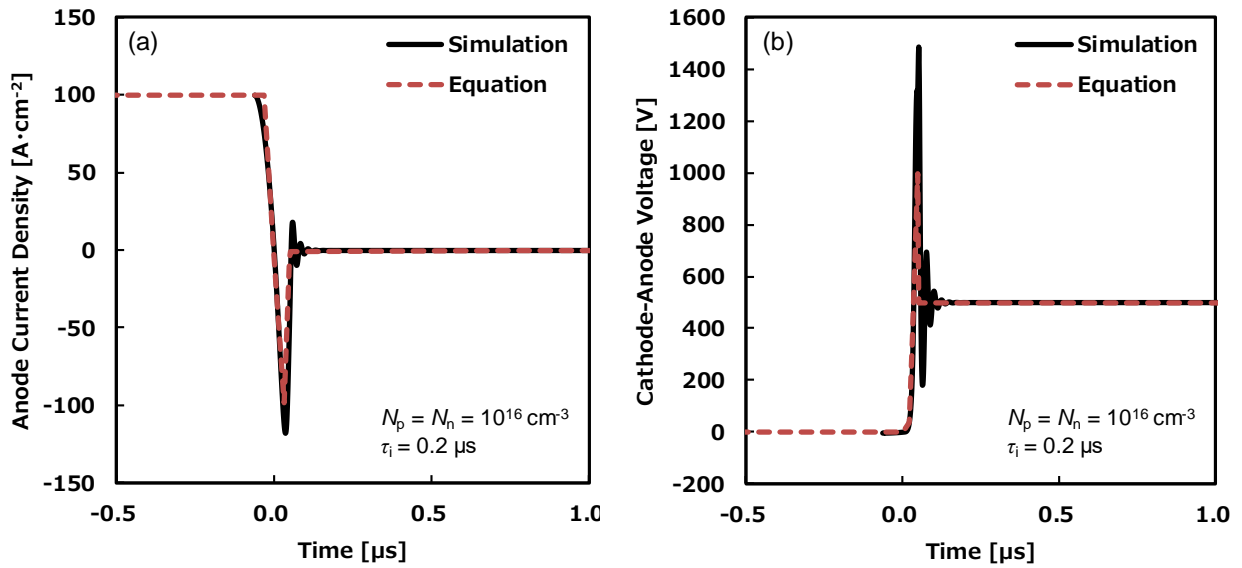 (a)
Simulation
Equation
Anode Current Density [A·cm-2]
150
100
50
0
-50
-100
-150
Np = Nn = 10¹⁶ cm⁻³
τi = 0.2 µs
-0.5
0.0
0.5
1.0
Time [µs]
(b)
Simulation
Equation
Cathode-Anode Voltage [V]
1600
1400
1200
1000
800
600
400
200
0
-200
Np = Nn = 10¹⁶ cm⁻³
τi = 0.2 µs
-0.5
0.0
0.5
1.0
Time [µs]